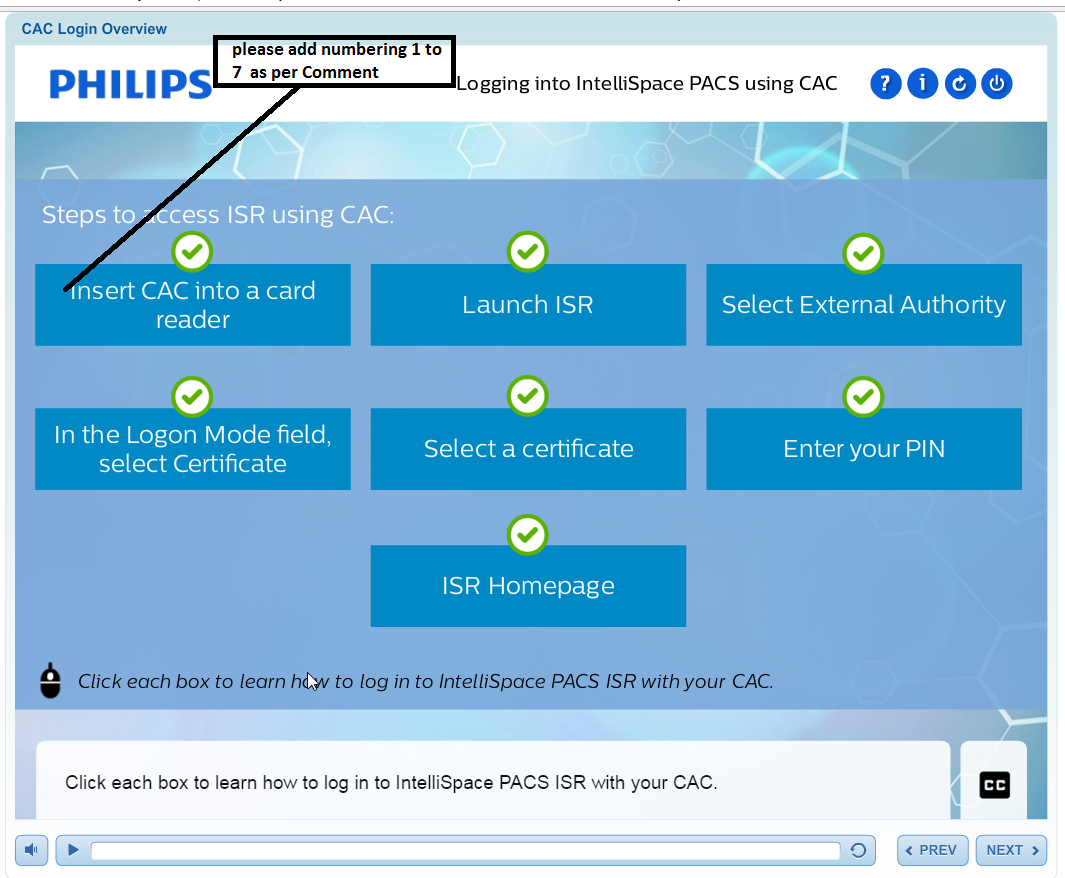 CAC Login Overview
please add numbering 1 to
7 as per Comment
PHILIPS
Logging into IntelliSpace PACS using CAC
? i
Steps to access ISR using CAC:
Insert CAC into a card
reader
Launch ISR
Select External Authority
In the Logon Mode field,
select Certificate
Select a certificate
Enter your PIN
ISR Homepage
Click each box to learn how to log in to IntelliSpace PACS ISR with your CAC.
Click each box to learn how to log in to IntelliSpace PACS ISR with your CAC.
CC
PREV
NEXT